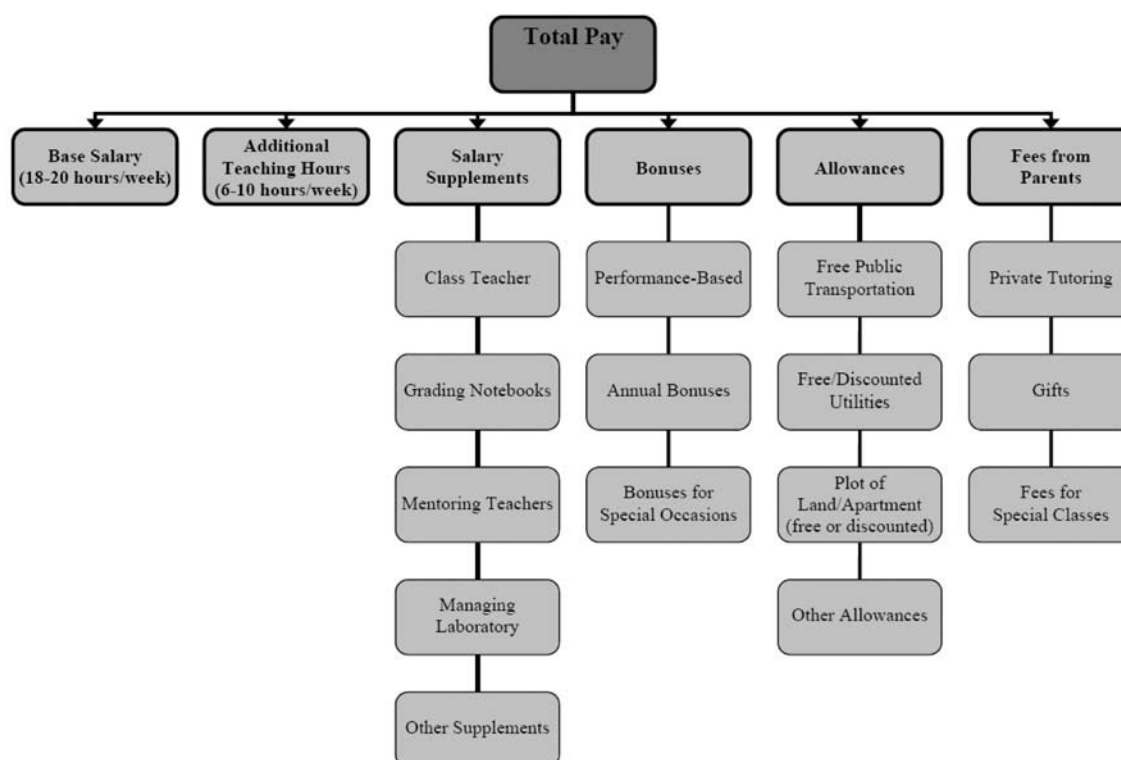 Total Pay
Base Salary
(18-20 hours/week)
Additional
Teaching Hours
(6-10 hours/week)
Salary
Supplements
Bonuses
Allowances
Fees from
Parents
Class Teacher
Grading Notebooks
Mentoring Teachers
Managing
Laboratory
Other Supplements
Performance-Based
Annual Bonuses
Bonuses for
Special Occasions
Free Public
Transportation
Free/Discounted
Utilities
Plot of
Land/Apartment
(free or discounted)
Other Allowances
Private Tutoring
Gifts
Fees for
Special Classes